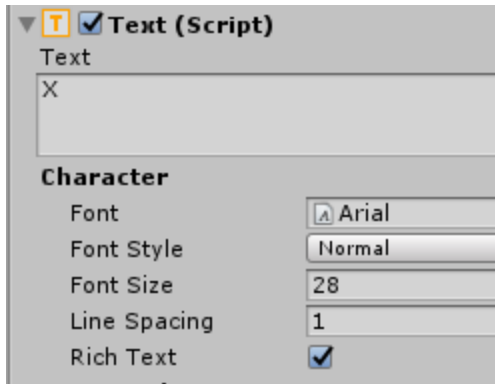 T Text (Script)
Text
X
Character
Font Arial
Font Style Normal
Font Size 28
Line Spacing 1
Rich Text